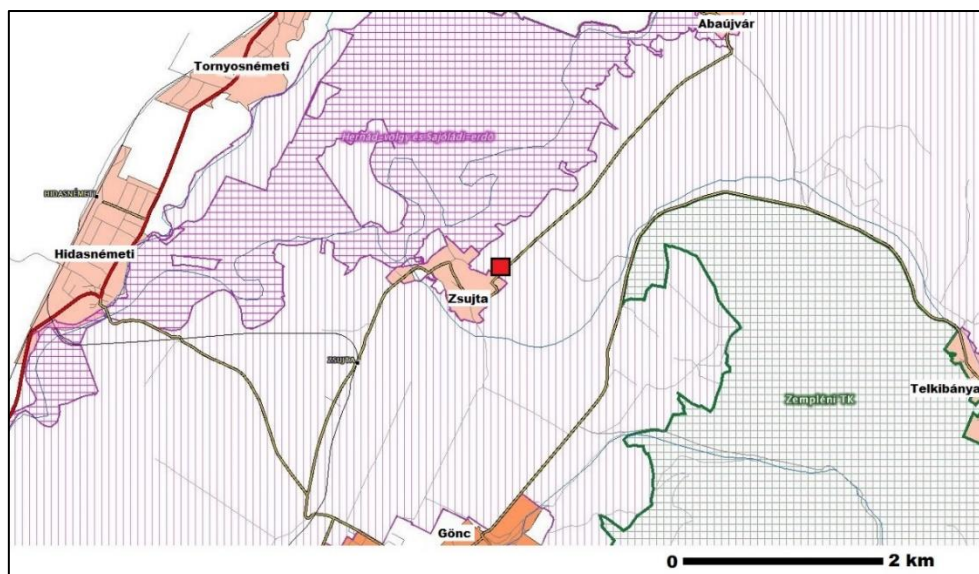 Abaújvár
Tornyosnémeti
Hernád-völgy és Sajóládi-erdő
HIDASNÉMETI
Hidasnémeti
Zsujta
ZSUJTA
Telkibánya
Zempléni TK
Gönc
0 2 km